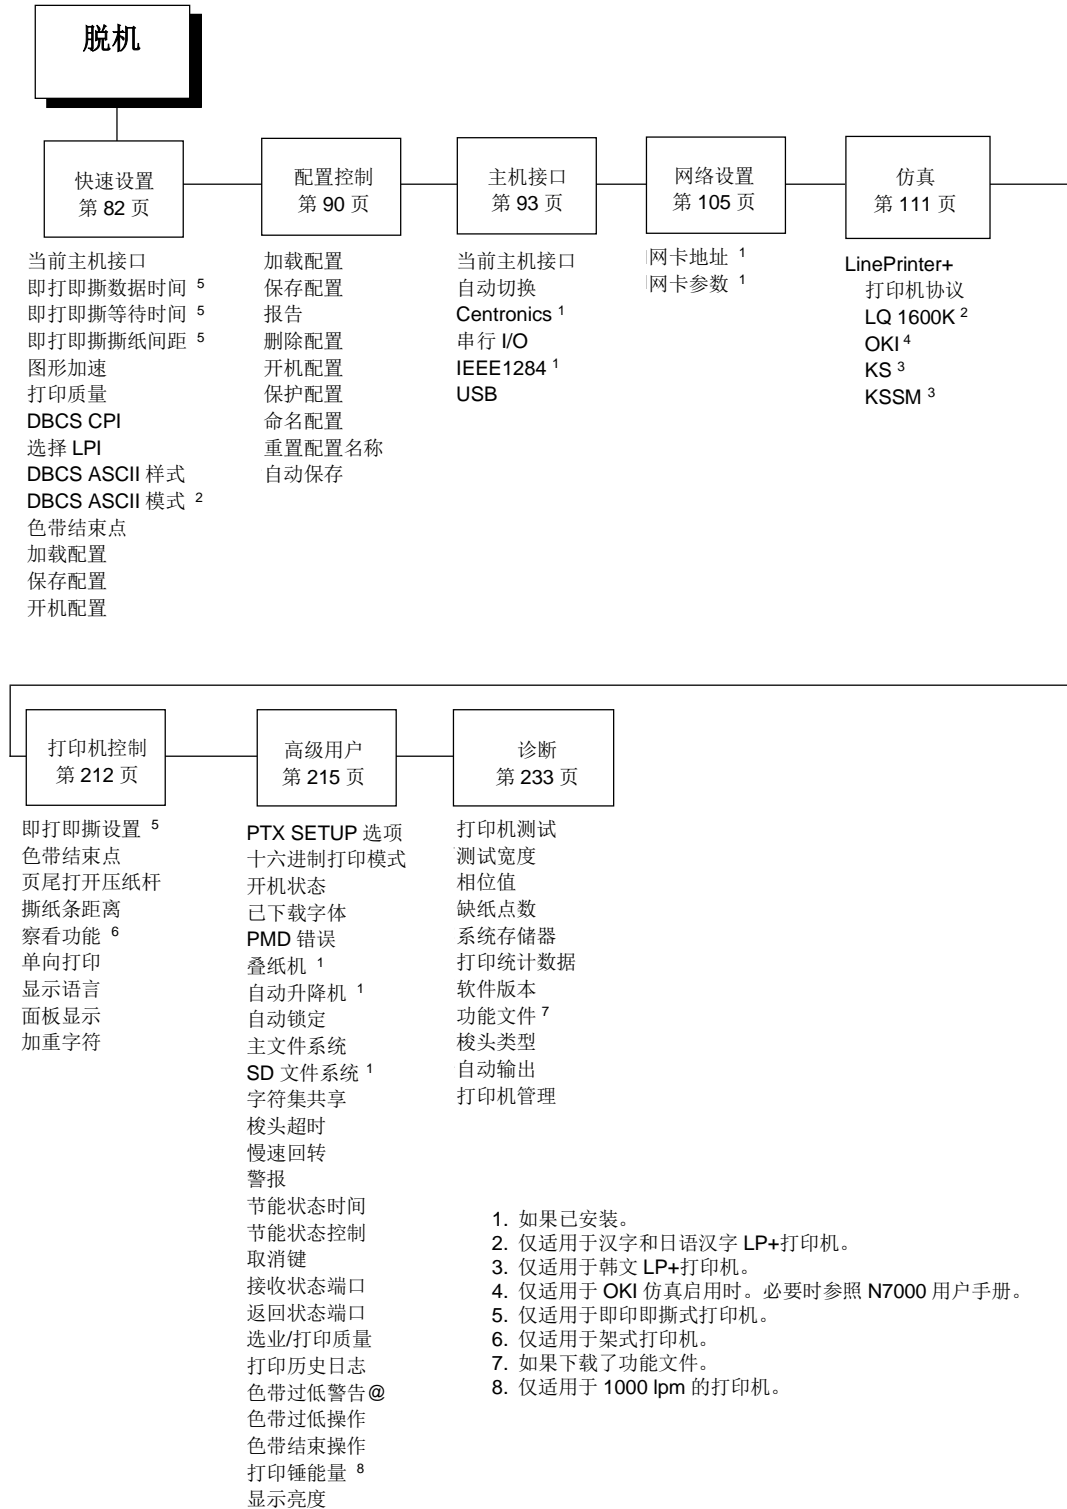 脱机
快速设置
第 82 页
配置控制
第 90 页
主机接口
第 93 页
网络设置
第 105 页
仿真
第 111 页
当前主机接口
即打即撕数据时间 5
即打即撕等待时间 5
即打即撕撕纸间距 5
图形加速
打印质量
DBCS CPI
选择 LPI
DBCS ASCII 样式
DBCS ASCII 模式 2
色带结束点
加载配置
保存配置
开机配置
加载配置
保存配置
报告
删除配置
开机配置
保护配置
命名配置
重置配置名称
自动保存
当前主机接口
自动切换
Centronics 1
串行 I/O
IEEE1284 1
USB
网卡地址 1
网卡参数 1
LinePrinter+
打印机协议
LQ 1600K 2
OKI 4
KS 3
KSSM 3
打印机控制
第 212 页
高级用户
第 215 页
诊断
第 233 页
即打即撕设置 5
色带结束点
页尾打开压纸杆
撕纸条距离
察看功能 6
单向打印
显示语言
面板显示
加重字符
PTX SETUP 选项
十六进制打印模式
开机状态
已下载字体
PMD 错误
叠纸机 1
自动升降机 1
自动锁定
主文件系统
SD 文件系统 1
字符集共享
梭头超时
慢速回转
警报
节能状态时间
节能状态控制
取消键
接收状态端口
返回状态端口
选业/打印质量
打印历史日志
色带过低警告@
色带过低操作
色带结束操作
打印锤能量 8
显示亮度
打印机测试
测试宽度
相位值
缺纸点数
系统存储器
打印统计数据
软件版本
功能文件 7
梭头类型
自动输出
打印机管理
1. 如果已安装。
2. 仅适用于汉字和日语汉字 LP+打印机。
3. 仅适用于韩文 LP+打印机。
4. 仅适用于 OKI 仿真启用时。必要时参照 N7000 用户手册。
5. 仅适用于即印即撕式打印机。
6. 仅适用于架式打印机。
7. 如果下载了功能文件。
8. 仅适用于 1000 lpm 的打印机。